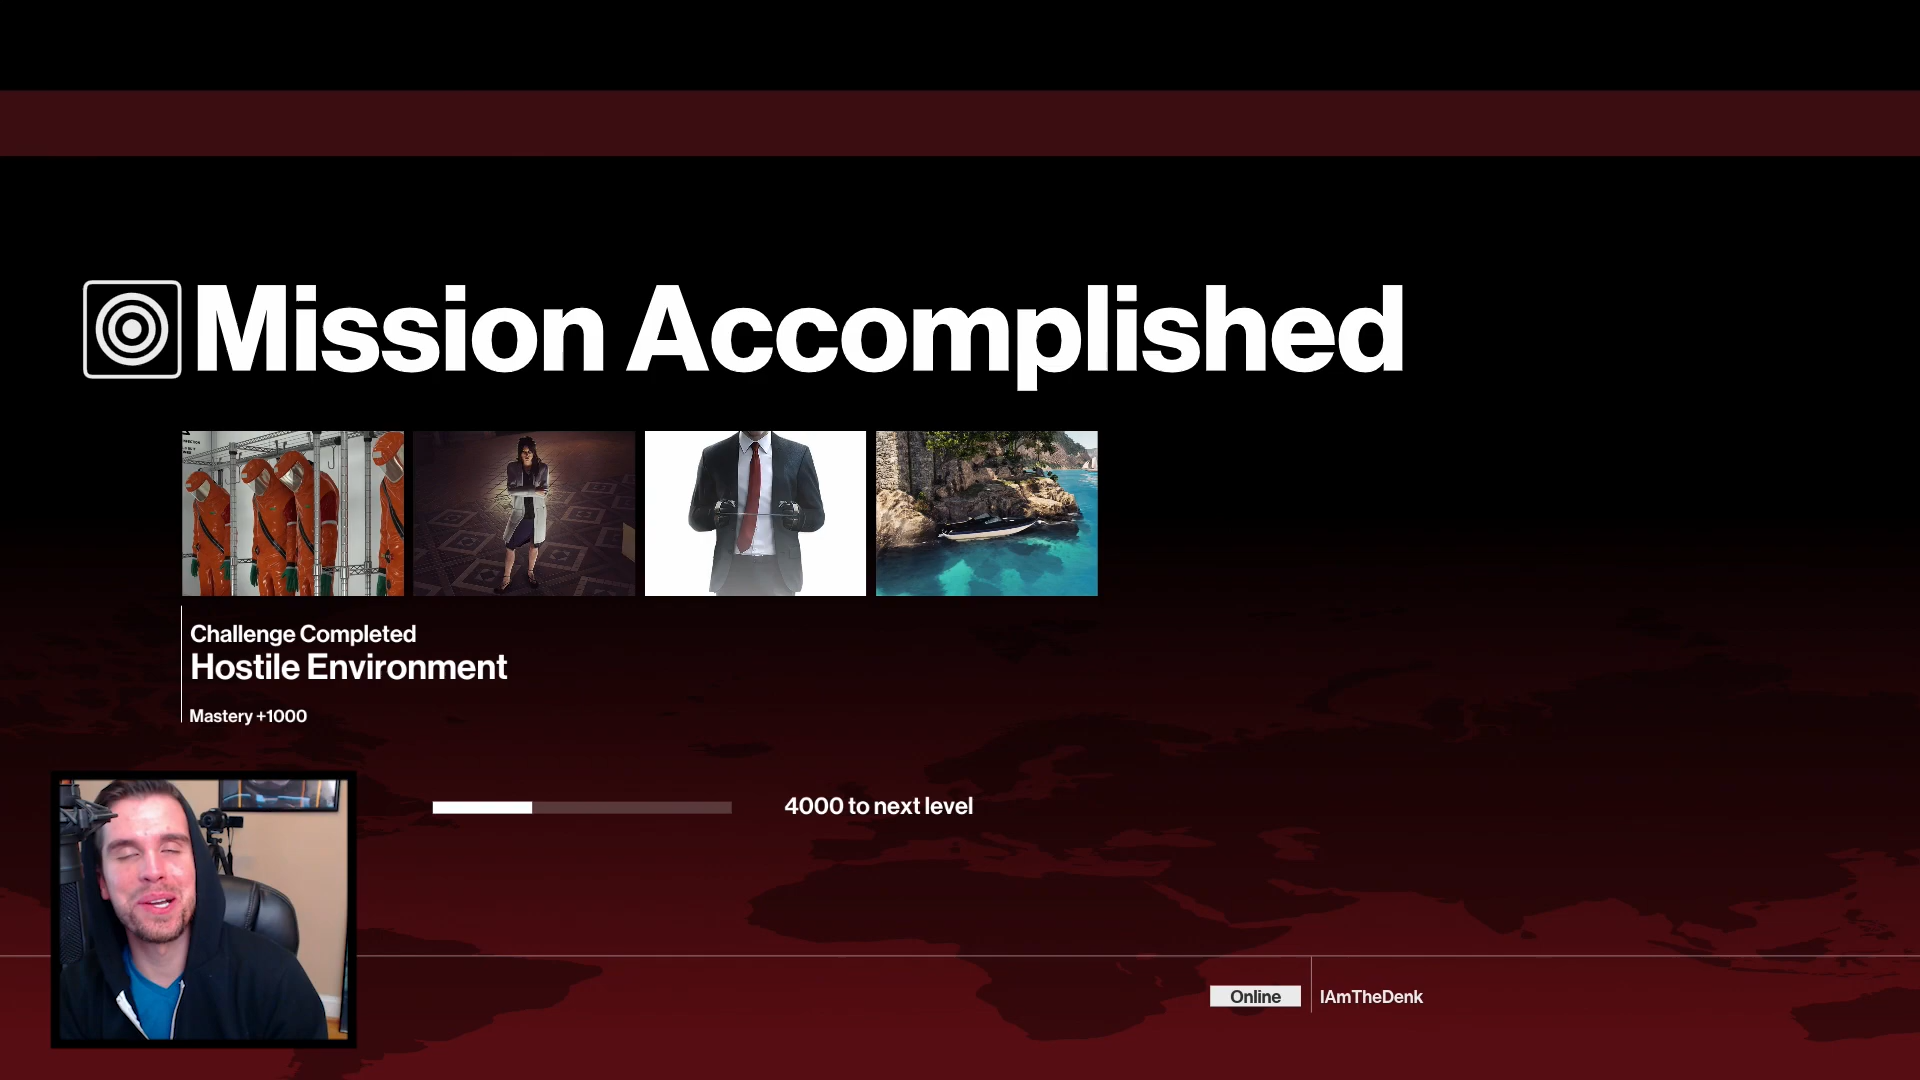 Mission Accomplished
Challenge Completed
Hostile Environment
Mastery +1000
4000 to next level
Online
IAmTheDenk